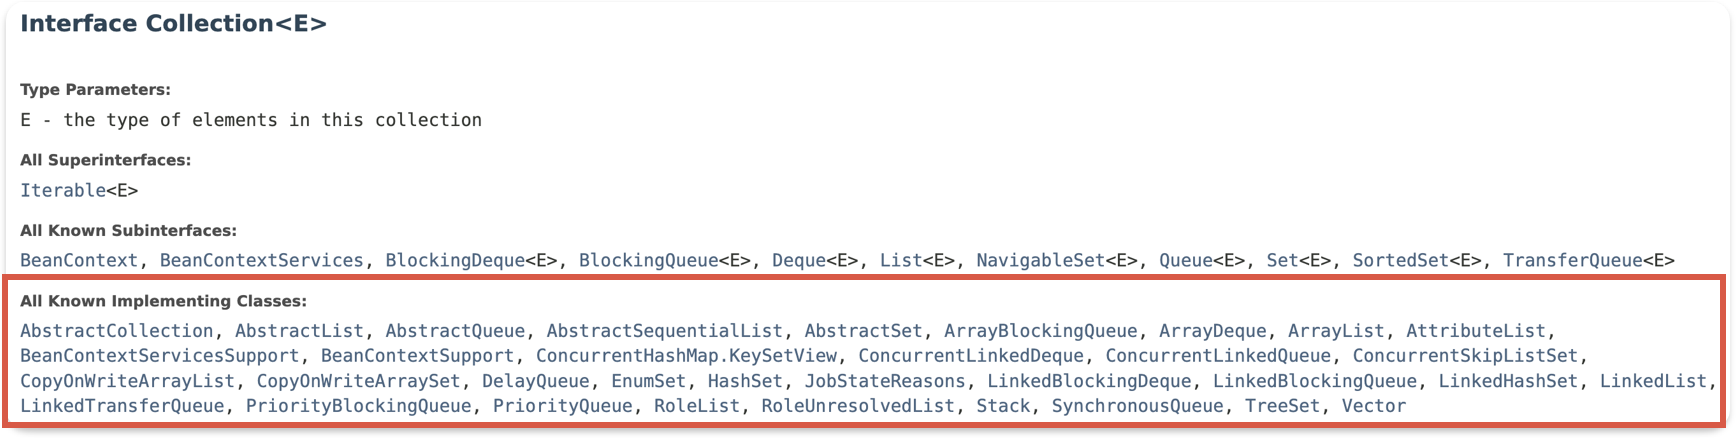 Interface Collection<E>
Type Parameters:
E - the type of elements in this collection
All Superinterfaces:
Iterable<E>
All Known Subinterfaces:
BeanContext, BeanContextServices, BlockingDeque<E>, BlockingQueue<E>, Deque<E>, List<E>, NavigableSet<E>, Queue<E>, Set<E>, SortedSet<E>, TransferQueue<E>
All Known Implementing Classes:
AbstractCollection, AbstractList, AbstractQueue, AbstractSequentialList, AbstractSet, ArrayBlockingQueue, ArrayDeque, ArrayList, AttributeList,
BeanContextServicesSupport, BeanContextSupport, ConcurrentHashMap.KeySetView, ConcurrentLinkedDeque, ConcurrentLinkedQueue, ConcurrentSkipListSet,
CopyOnWriteArrayList, CopyOnWriteArraySet, DelayQueue, EnumSet, HashSet, JobStateReasons, LinkedBlockingDeque, LinkedBlockingQueue, LinkedHashSet, LinkedList,
LinkedTransferQueue, PriorityBlockingQueue, PriorityQueue, RoleList, RoleUnresolvedList, Stack, SynchronousQueue, TreeSet, Vector